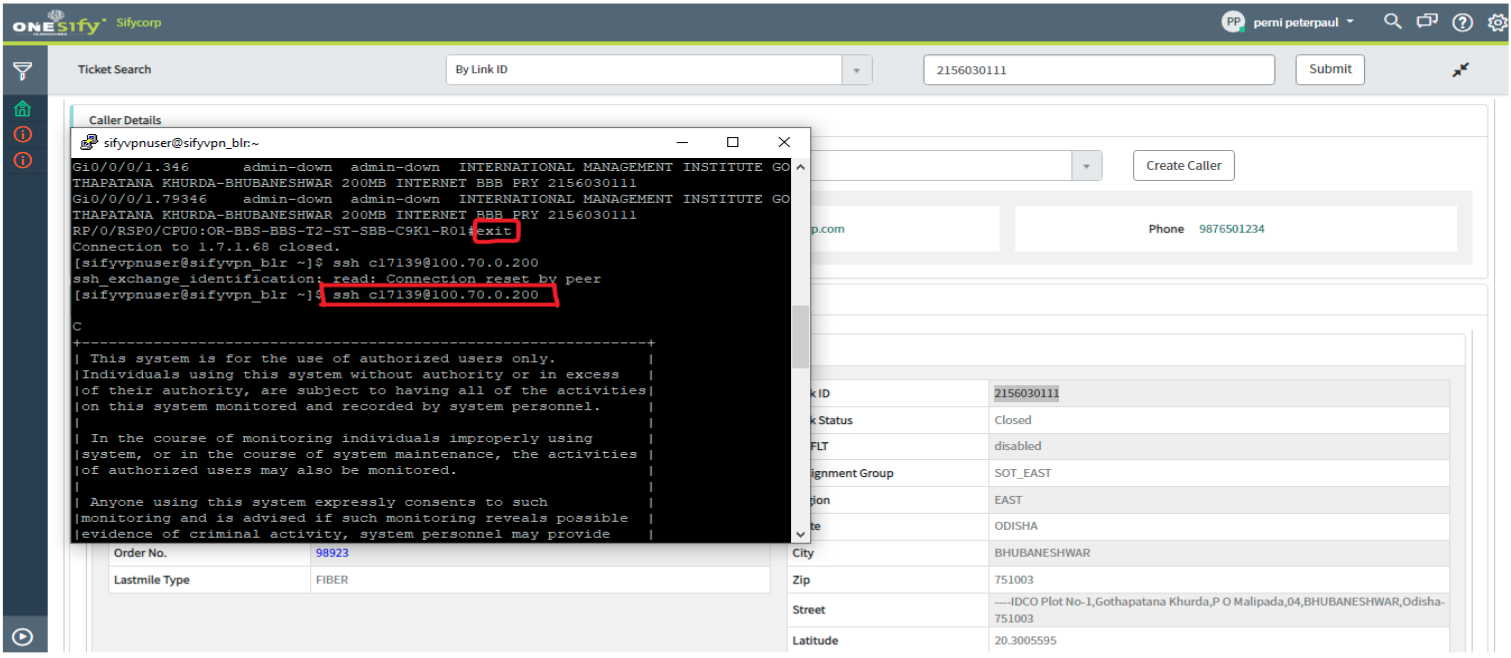 ONESIfy Sifycorp
PP perni peterpaul
Ticket Search By Link ID 2156030111 Submit
Caller Details
sifyvpnuser@sifyvpn_blr:~
Gi0/0/0/1.346 admin-down admin-down INTERNATIONAL MANAGEMENT INSTITUTE GO
THAPATANA KHURDA-BHUBANESHWAR 200MB INTERNET BBB PRY 2156030111
Gi0/0/0/1.79346 admin-down admin-down INTERNATIONAL MANAGEMENT INSTITUTE GO
THAPATANA KHURDA-BHUBANESHWAR 200MB INTERNET BBB PRY 2156030111
RP/0/RSP0/CPU0:OR-BBS-BBS-T2-ST-SBB-C9K1-R01#exit
Connection to 1.7.1.68 closed.
[sifyvpnuser@sifyvpn_blr ~]$ ssh c17139@100.70.0.200
ssh_exchange_identification: read: Connection reset by peer
[sifyvpnuser@sifyvpn_blr ~]$ ssh c17139@100.70.0.200
C
+--------------------------------------------------------------+
| This system is for the use of authorized users only. |
|Individuals using this system without authority or in excess |
|of their authority, are subject to having all of the activities|
|on this system monitored and recorded by system personnel. |
| |
| In the course of monitoring individuals improperly using |
|system, or in the course of system maintenance, the activities |
|of authorized users may also be monitored. |
| |
| Anyone using this system expressly consents to such |
|monitoring and is advised if such monitoring reveals possible |
|evidence of criminal activity, system personnel may provide |
Create Caller
p.com
Phone 9876501234
k ID 2156030111
k Status Closed
FLT disabled
ignment Group SOT_EAST
ion EAST
te ODISHA
Order No. 98923
City BHUBANESHWAR
Lastmile Type FIBER
Zip 751003
Street ----IDCO Plot No-1,Gothapatana Khurda,P O Malipada,04,BHUBANESHWAR,Odisha-
751003
Latitude 20.3005595